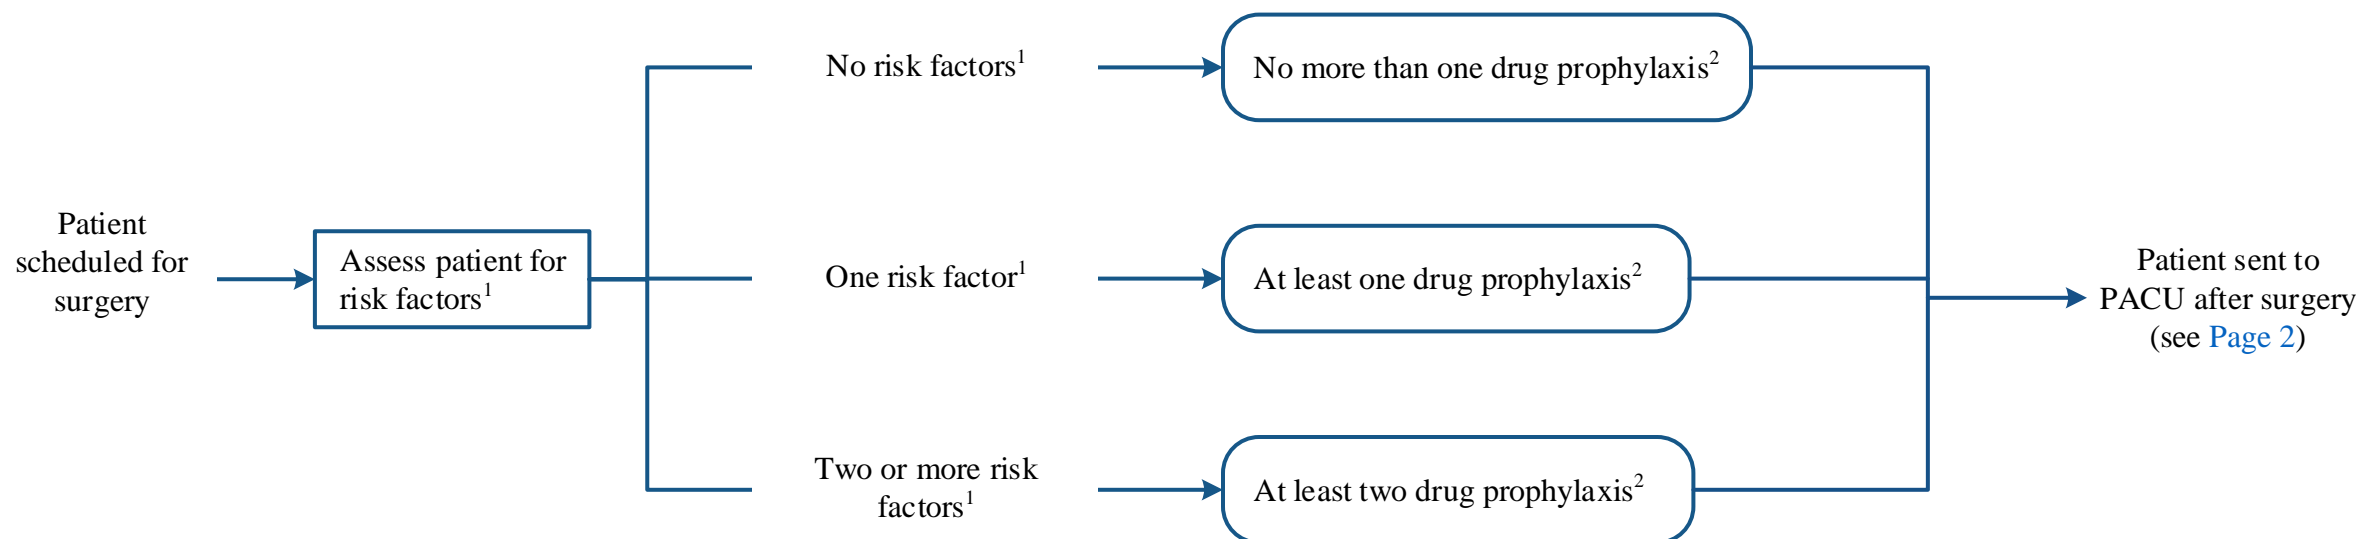 Patient
scheduled for
surgery
Assess patient for
risk factors¹
No risk factors¹
No more than one drug prophylaxis²
One risk factor¹
At least one drug prophylaxis²
Two or more risk
factors¹
At least two drug prophylaxis²
Patient sent to
PACU after surgery
(see Page 2)